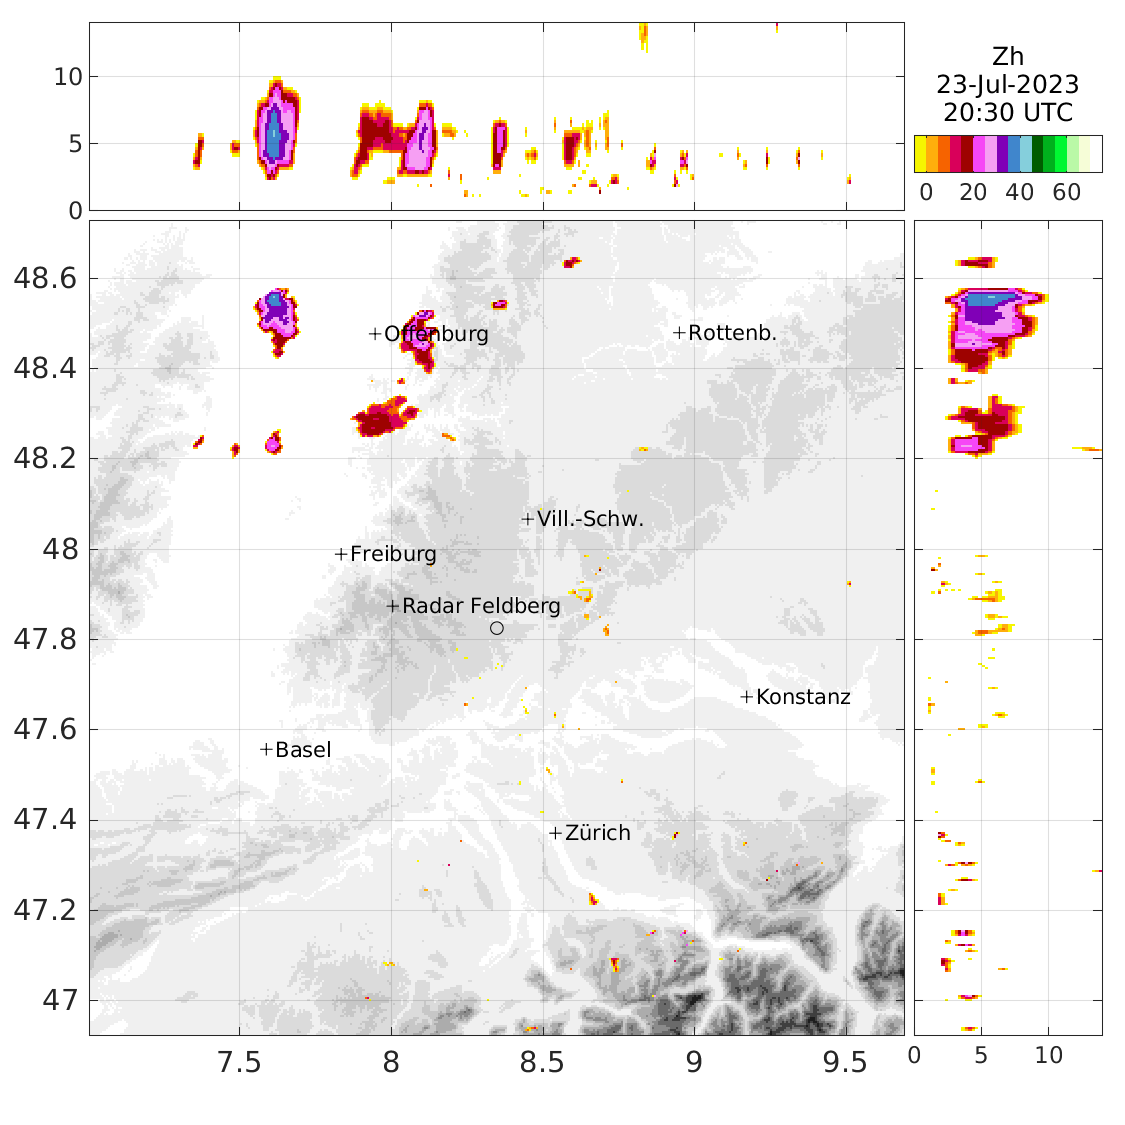 Zh
23-Jul-2023
20:30 UTC
0 20 40 60
10
5
0
48.6
48.4
48.2
48
47.8
47.6
47.4
47.2
47
Offenburg
Rottenb.
Vill.-Schw.
Freiburg
Radar Feldberg
Konstanz
Basel
Zürich
7.5 8 8.5 9 9.5
0 5 10